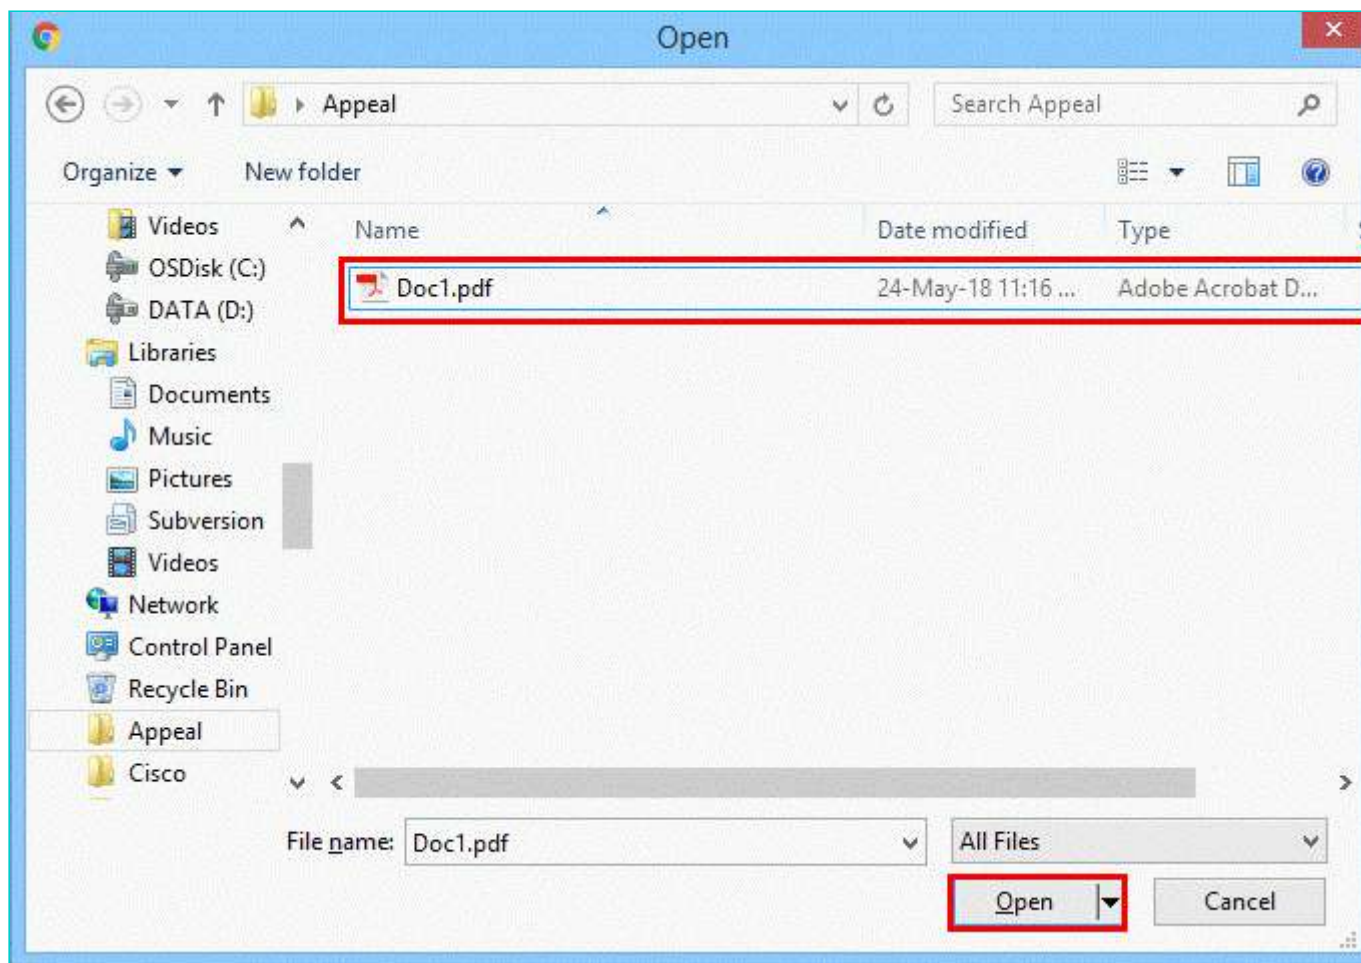 Open
Appeal
Search Appeal
Organize New folder
Name Date modified Type
Doc1.pdf 24-May-18 11:16 ... Adobe Acrobat D...
Videos
OSDisk (C:)
DATA (D:)
Libraries
Documents
Music
Pictures
Subversion
Videos
Network
Control Panel
Recycle Bin
Appeal
Cisco
File name: Doc1.pdf All Files
Open Cancel